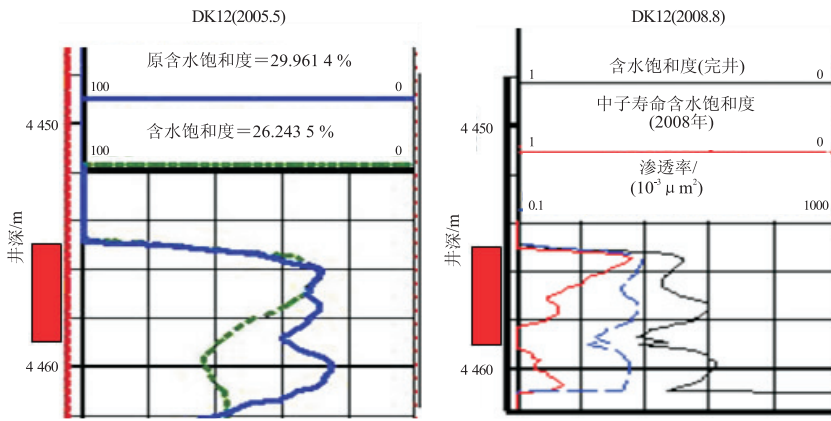 DK12(2005.5)
原含水饱和度=29.961 4 %
100 0
4 450
含水饱和度=26.243 5 %
100 0
井深/m
4 460
DK12(2008.8)
含水饱和度(完井)
1 0
中子寿命含水饱和度
(2008年)
4 450
1 0
渗透率/
(10⁻³μm²)
0.1 1000
井深/m
4 460